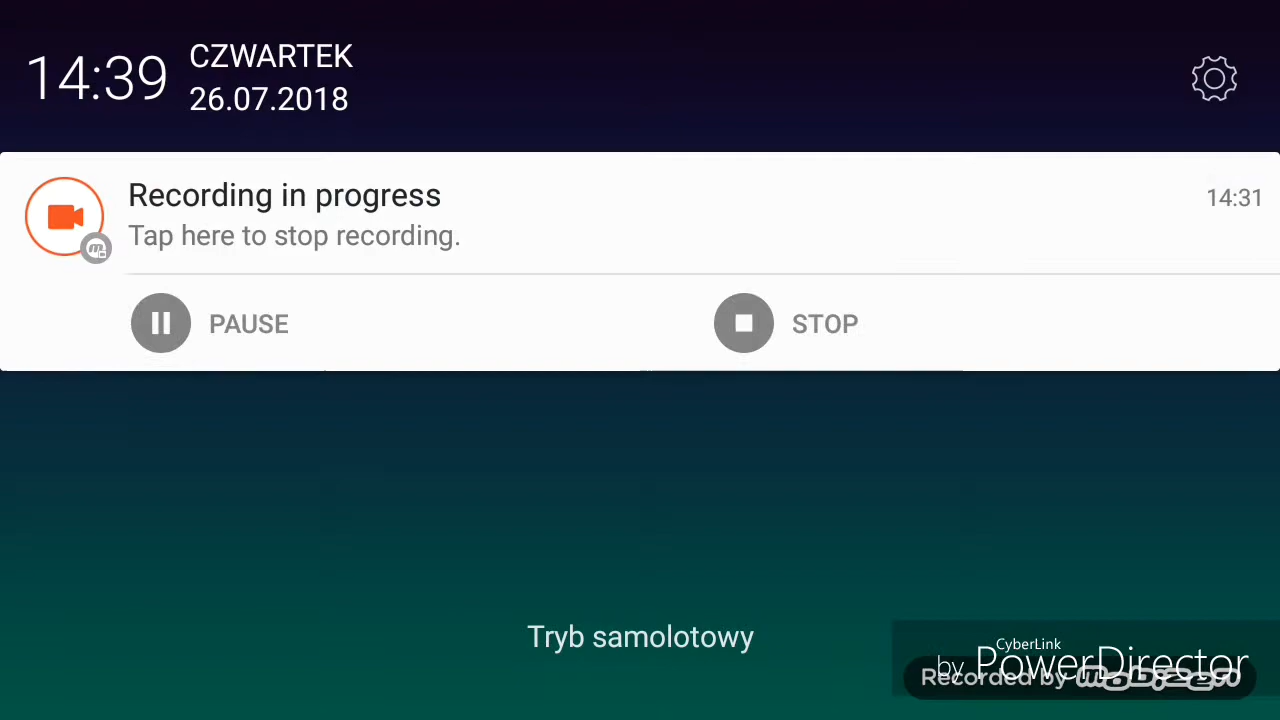 14:39
CZWARTEK
26.07.2018
Recording in progress
14:31
Tap here to stop recording.
PAUSE
STOP
Tryb samolotowy
CyberLink
by PowerDirector
Recorded by mobizen